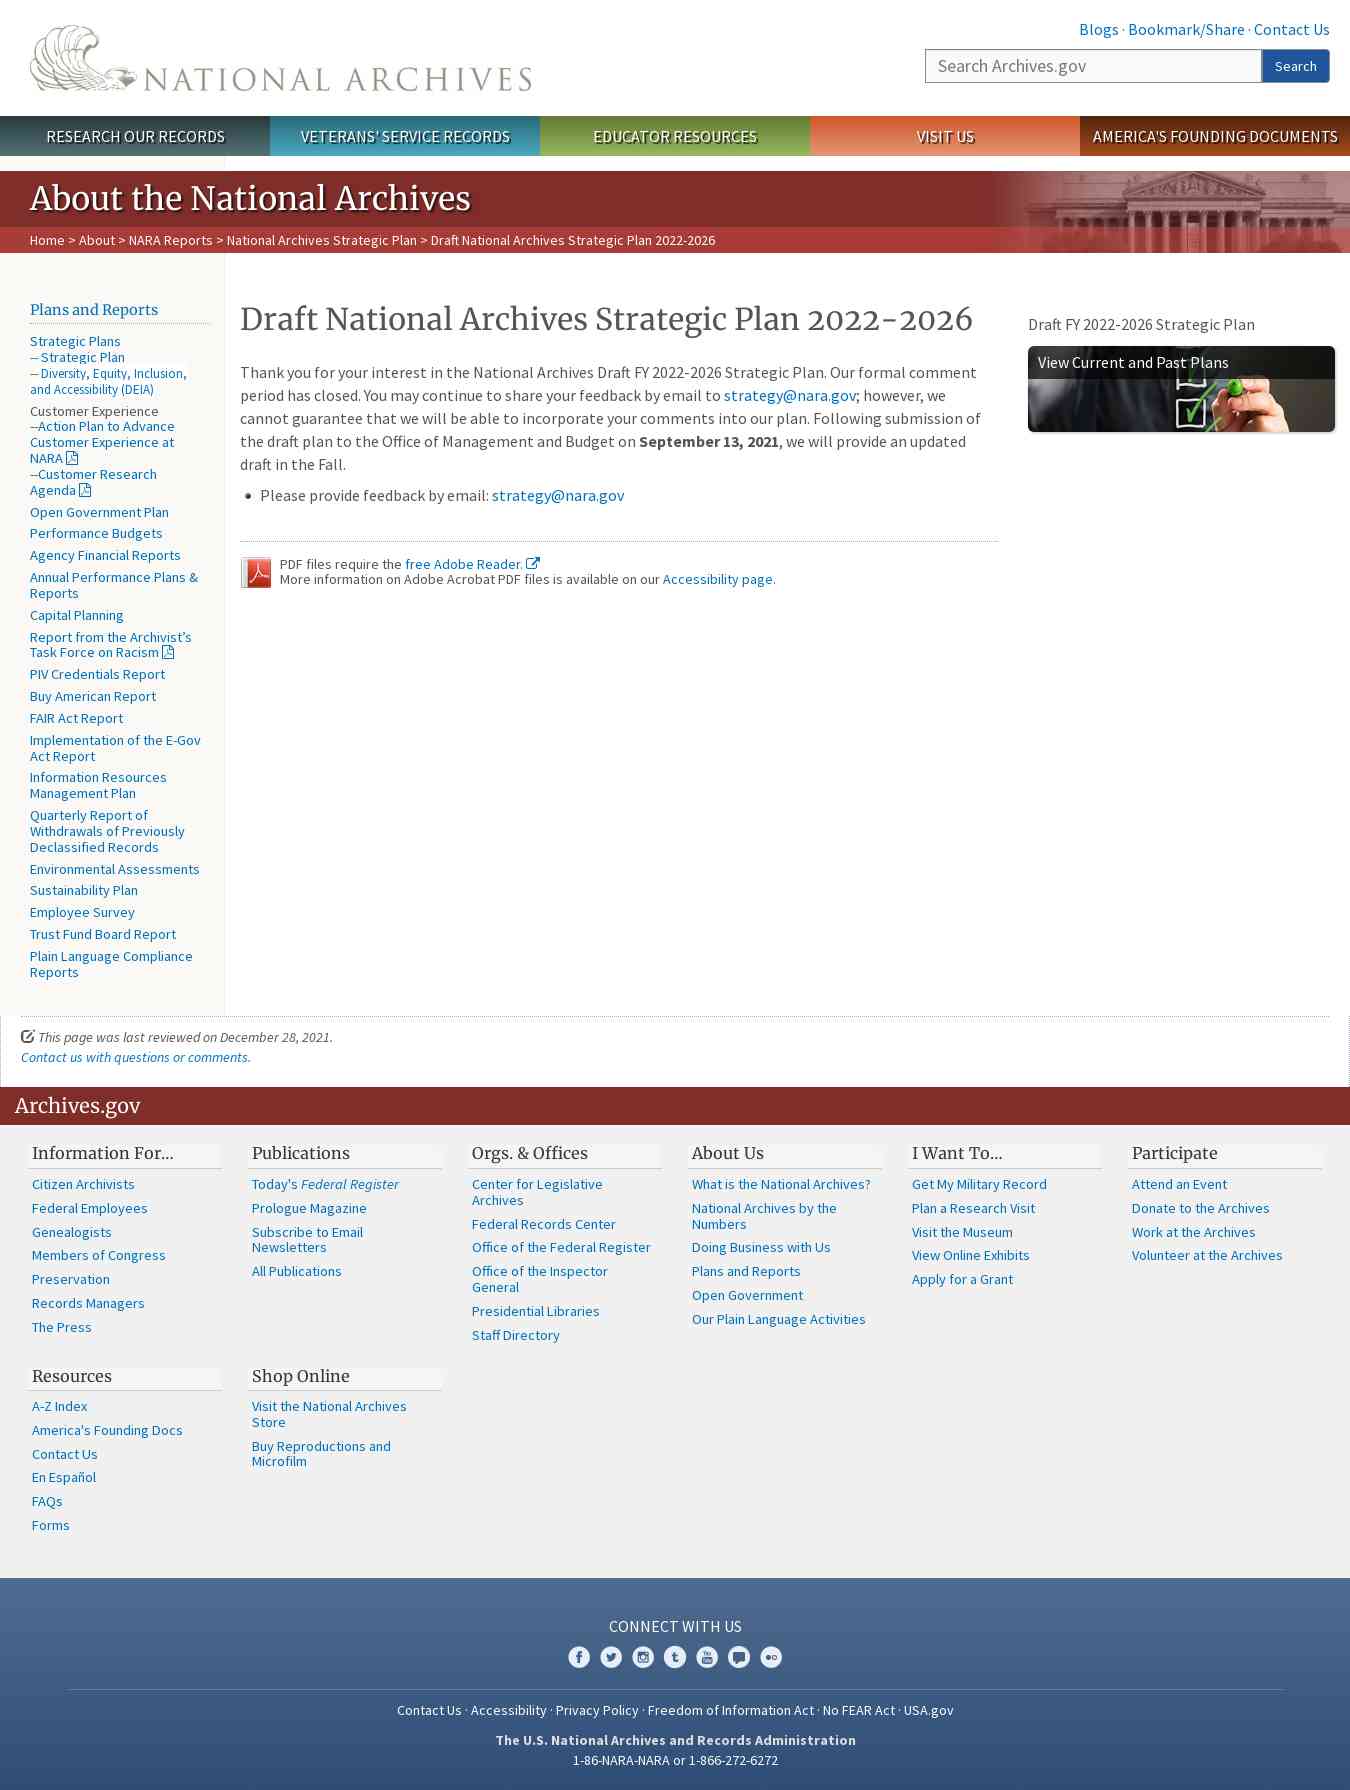 Blogs · Bookmark/Share · Contact Us
NATIONAL ARCHIVES
Search Archives.gov
Search
RESEARCH OUR RECORDS
VETERANS' SERVICE RECORDS
EDUCATOR RESOURCES
VISIT US
AMERICA'S FOUNDING DOCUMENTS
About the National Archives
Home > About > NARA Reports > National Archives Strategic Plan > Draft National Archives Strategic Plan 2022-2026
Plans and Reports
Strategic Plans
-- Strategic Plan
-- Diversity, Equity, Inclusion,
and Accessibility (DEIA)
Customer Experience
--Action Plan to Advance
Customer Experience at
NARA
--Customer Research
Agenda
Open Government Plan
Performance Budgets
Agency Financial Reports
Annual Performance Plans &
Reports
Capital Planning
Report from the Archivist’s
Task Force on Racism
PIV Credentials Report
Buy American Report
FAIR Act Report
Implementation of the E-Gov
Act Report
Information Resources
Management Plan
Quarterly Report of
Withdrawals of Previously
Declassified Records
Environmental Assessments
Sustainability Plan
Employee Survey
Trust Fund Board Report
Plain Language Compliance
Reports
Draft National Archives Strategic Plan 2022-2026
Thank you for your interest in the National Archives Draft FY 2022-2026 Strategic Plan. Our formal comment
period has closed. You may continue to share your feedback by email to strategy@nara.gov; however, we
cannot guarantee that we will be able to incorporate your comments into our plan. Following submission of
the draft plan to the Office of Management and Budget on September 13, 2021, we will provide an updated
draft in the Fall.
• Please provide feedback by email: strategy@nara.gov
PDF files require the free Adobe Reader.
More information on Adobe Acrobat PDF files is available on our Accessibility page.
Draft FY 2022-2026 Strategic Plan
View Current and Past Plans
This page was last reviewed on December 28, 2021.
Contact us with questions or comments.
Archives.gov
Information For…
Citizen Archivists
Federal Employees
Genealogists
Members of Congress
Preservation
Records Managers
The Press
Publications
Today's Federal Register
Prologue Magazine
Subscribe to Email
Newsletters
All Publications
Orgs. & Offices
Center for Legislative
Archives
Federal Records Center
Office of the Federal Register
Office of the Inspector
General
Presidential Libraries
Staff Directory
About Us
What is the National Archives?
National Archives by the
Numbers
Doing Business with Us
Plans and Reports
Open Government
Our Plain Language Activities
I Want To…
Get My Military Record
Plan a Research Visit
Visit the Museum
View Online Exhibits
Apply for a Grant
Participate
Attend an Event
Donate to the Archives
Work at the Archives
Volunteer at the Archives
Resources
A-Z Index
America's Founding Docs
Contact Us
En Español
FAQs
Forms
Shop Online
Visit the National Archives
Store
Buy Reproductions and
Microfilm
CONNECT WITH US
Contact Us · Accessibility · Privacy Policy · Freedom of Information Act · No FEAR Act · USA.gov
The U.S. National Archives and Records Administration
1-86-NARA-NARA or 1-866-272-6272